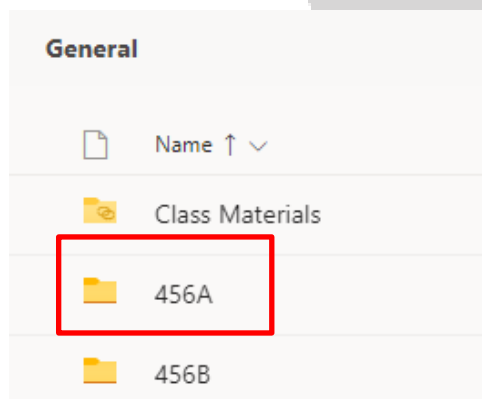 General
Name ↑
Class Materials
456A
456B